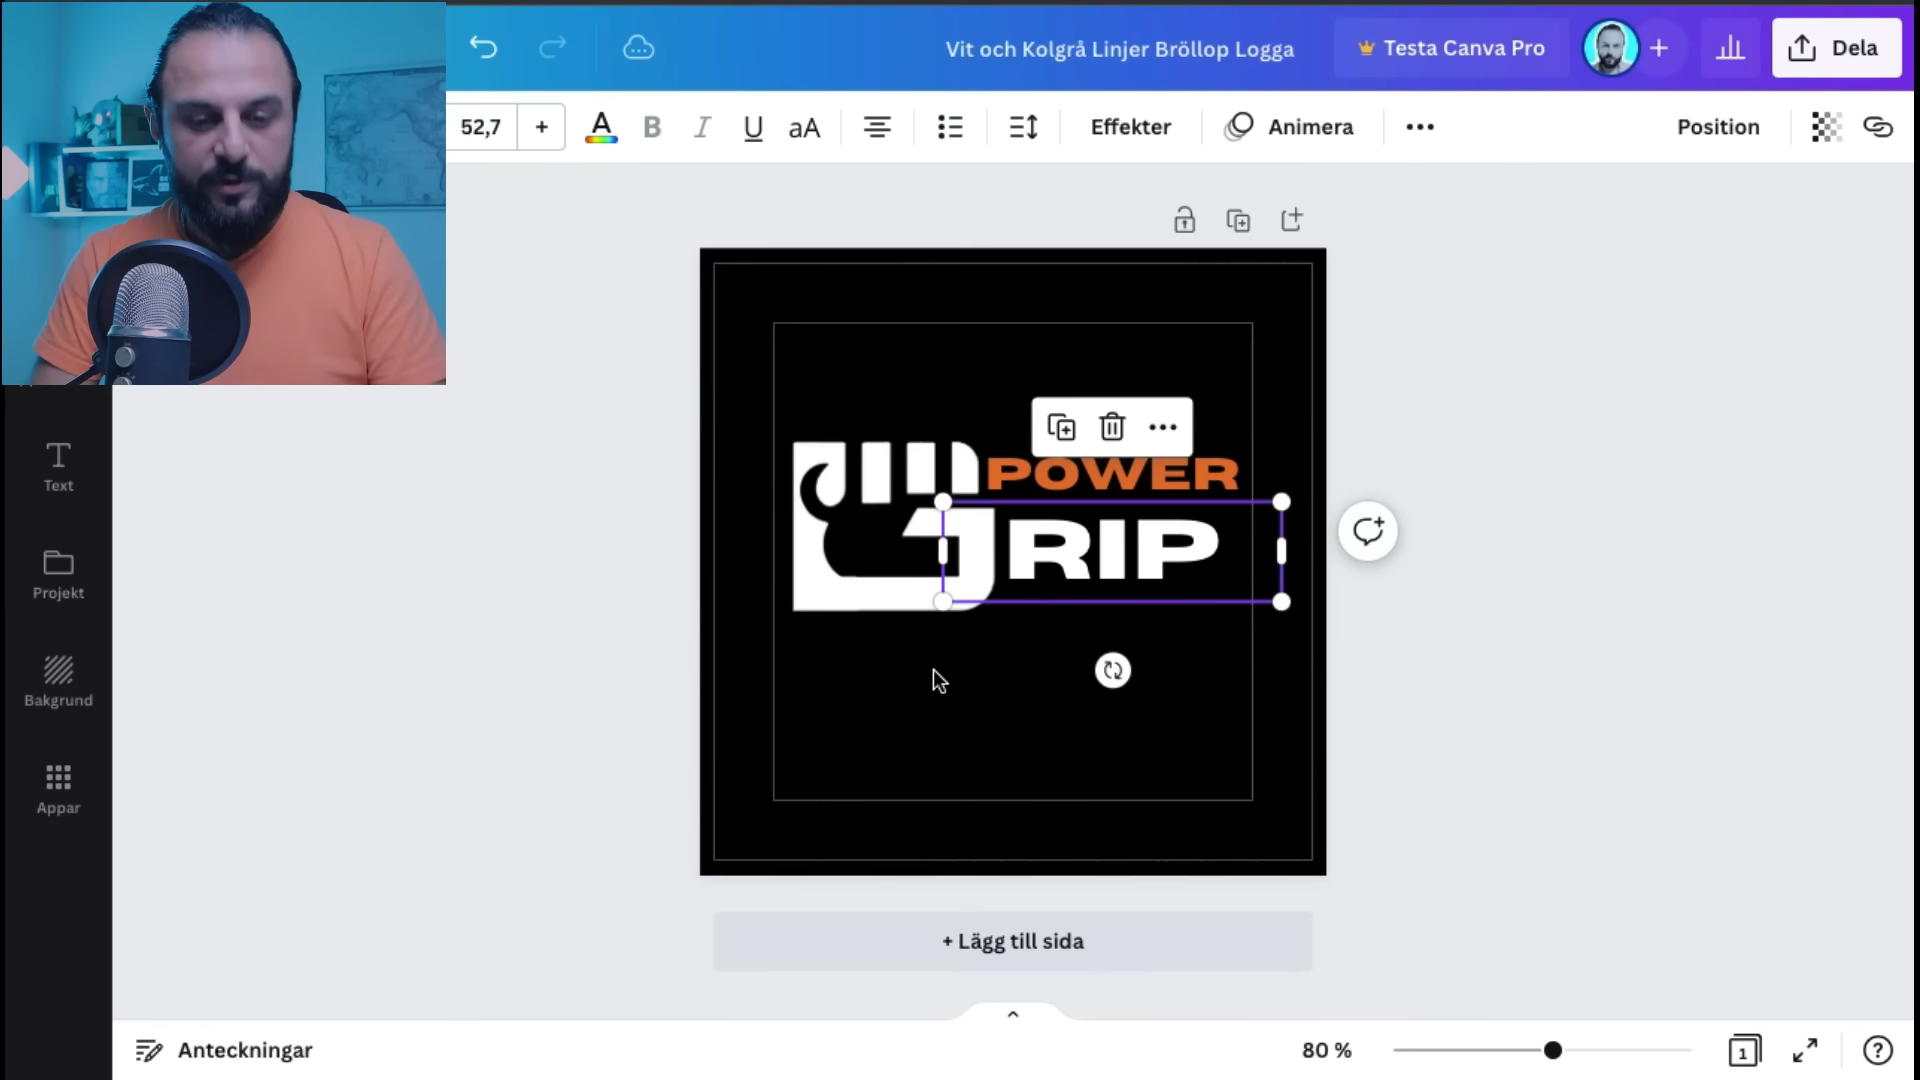 Vit och Kolgrå Linjer Bröllop Logga
Testa Canva Pro
Dela
52,7
+
A
B
I
U
aA
Effekter
Animera
Position
POWER
RIP
Text
Projekt
Bakgrund
Appar
+ Lägg till sida
Anteckningar
80 %
1
?